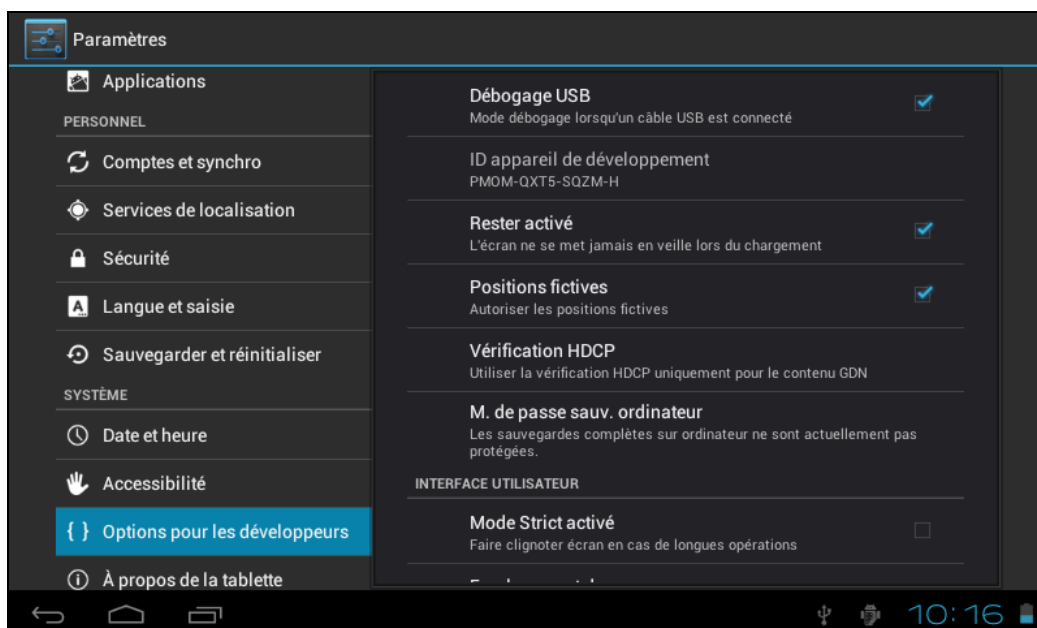 Paramètres
Applications
PERSONNEL
Comptes et synchro
Services de localisation
Sécurité
Langue et saisie
Sauvegarder et réinitialiser
SYSTÈME
Date et heure
Accessibilité
{ } Options pour les développeurs
À propos de la tablette
Débogage USB
Mode débogage lorsqu'un câble USB est connecté
ID appareil de développement
PMOM-QXT5-SQZM-H
Rester activé
L'écran ne se met jamais en veille lors du chargement
Positions fictives
Autoriser les positions fictives
Vérification HDCP
Utiliser la vérification HDCP uniquement pour le contenu GDN
M. de passe sauv. ordinateur
Les sauvegardes complètes sur ordinateur ne sont actuellement pas
protégées.
INTERFACE UTILISATEUR
Mode Strict activé
Faire clignoter écran en cas de longues opérations
10:16